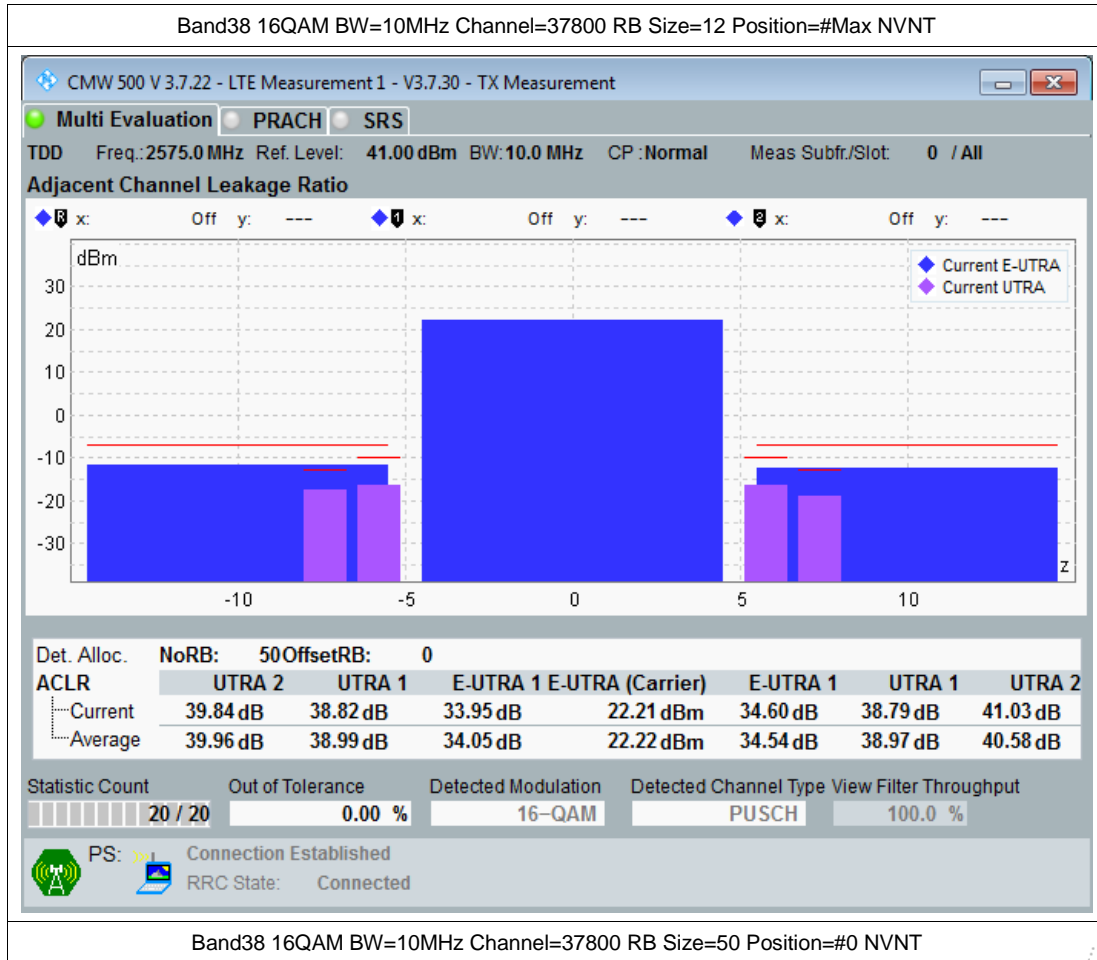 Band38 16QAM BW=10MHz Channel=37800 RB Size=12 Position=#Max NVNT
CMW 500 V 3.7.22 - LTE Measurement 1 - V3.7.30 - TX Measurement
Multi Evaluation PRACH SRS
TDD Freq.:2575.0 MHz Ref. Level: 41.00 dBm BW:10.0 MHz CP :Normal Meas Subfr./Slot: 0 / All
Adjacent Channel Leakage Ratio
R x: Off y: --- 1 x: Off y: --- 2 x: Off y: ---
dBm
Current E-UTRA
Current UTRA
30
20
10
0
-10
-20
-30
z
-10 -5 0 5 10
Det. Alloc. NoRB: 50 OffsetRB: 0
ACLR UTRA 2 UTRA 1 E-UTRA 1 E-UTRA (Carrier) E-UTRA 1 UTRA 1 UTRA 2
Current 39.84 dB 38.82 dB 33.95 dB 22.21 dBm 34.60 dB 38.79 dB 41.03 dB
Average 39.96 dB 38.99 dB 34.05 dB 22.22 dBm 34.54 dB 38.97 dB 40.58 dB
Statistic Count Out of Tolerance Detected Modulation Detected Channel Type View Filter Throughput
20 / 20 0.00 % 16-QAM PUSCH 100.0 %
PS: Connection Established
RRC State: Connected
Band38 16QAM BW=10MHz Channel=37800 RB Size=50 Position=#0 NVNT